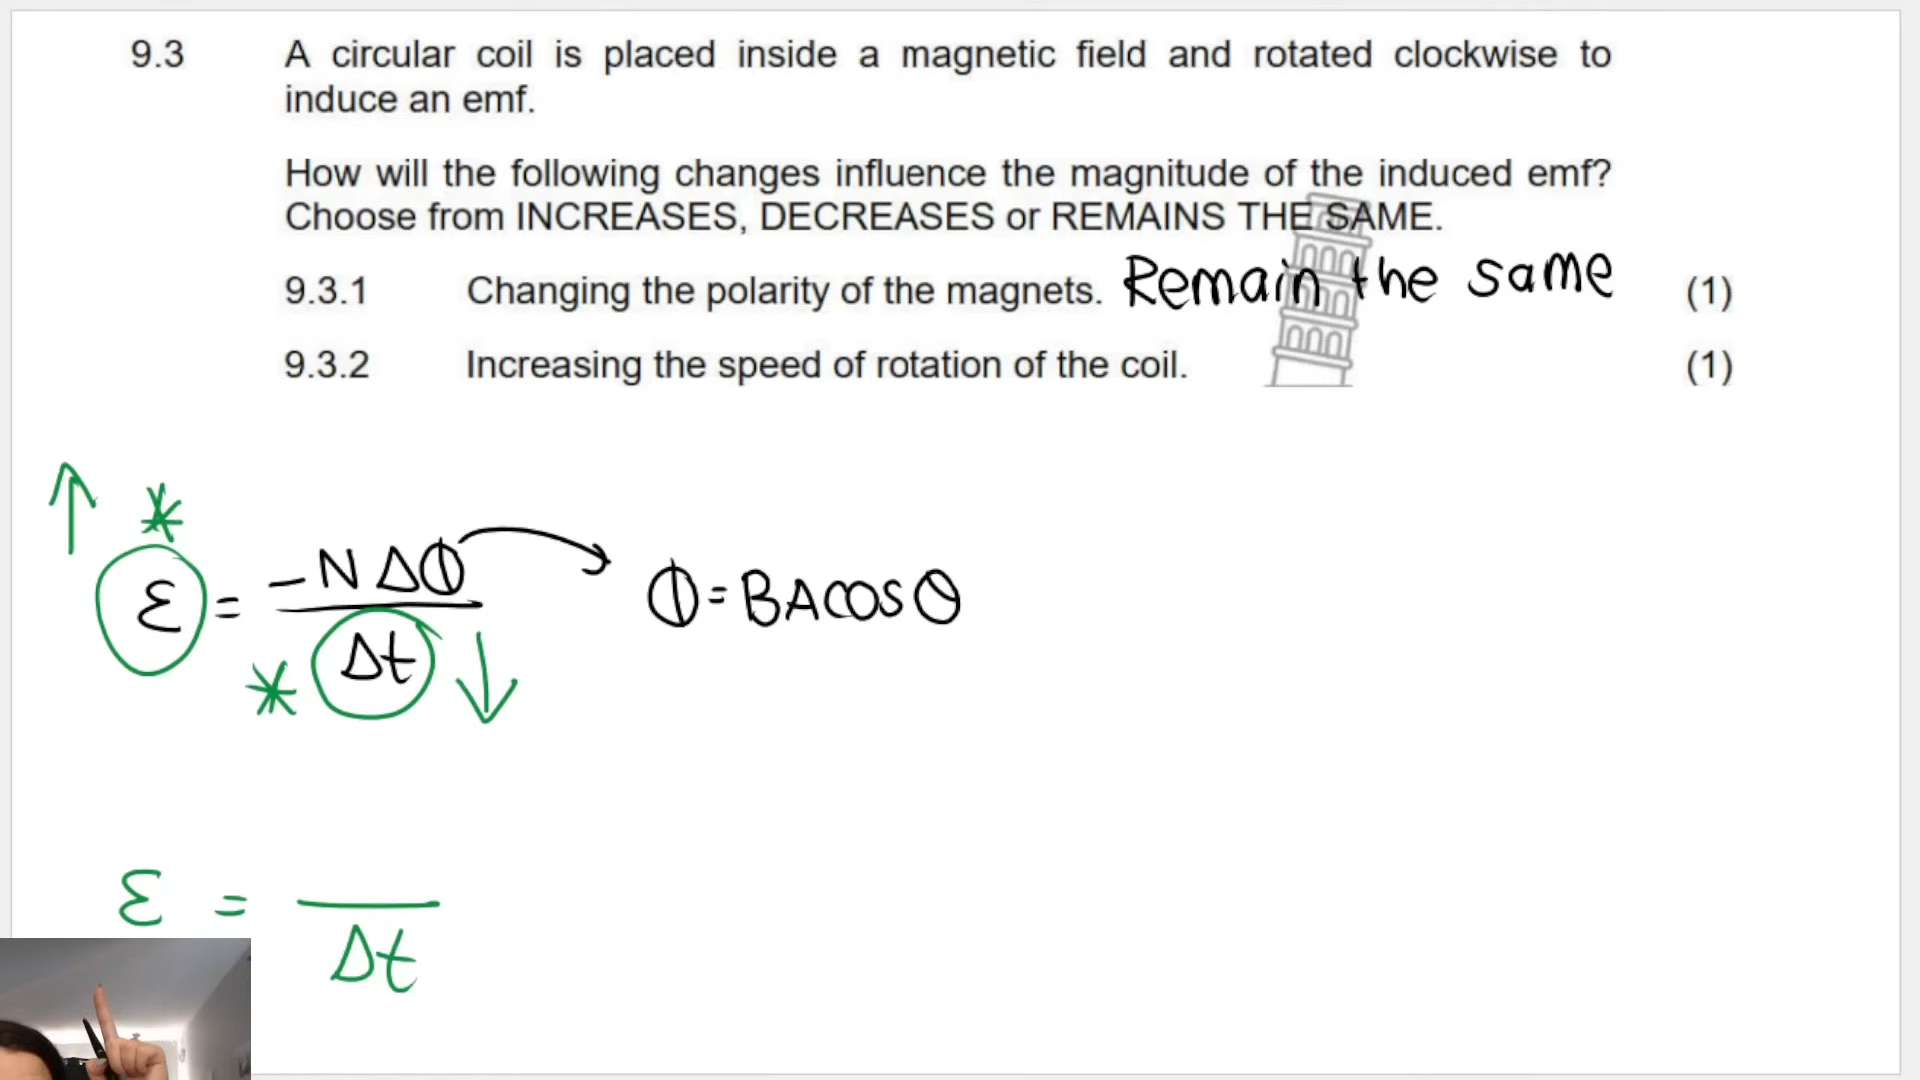 9.3 A circular coil is placed inside a magnetic field and rotated clockwise to
induce an emf.
How will the following changes influence the magnitude of the induced emf?
Choose from INCREASES, DECREASES or REMAINS THE SAME.
9.3.1 Changing the polarity of the magnets. Remain the same (1)
9.3.2 Increasing the speed of rotation of the coil. (1)
↑ *
ε = -NΔΦ → Φ = BAcosθ
* Δt ↓
ε =
Δt